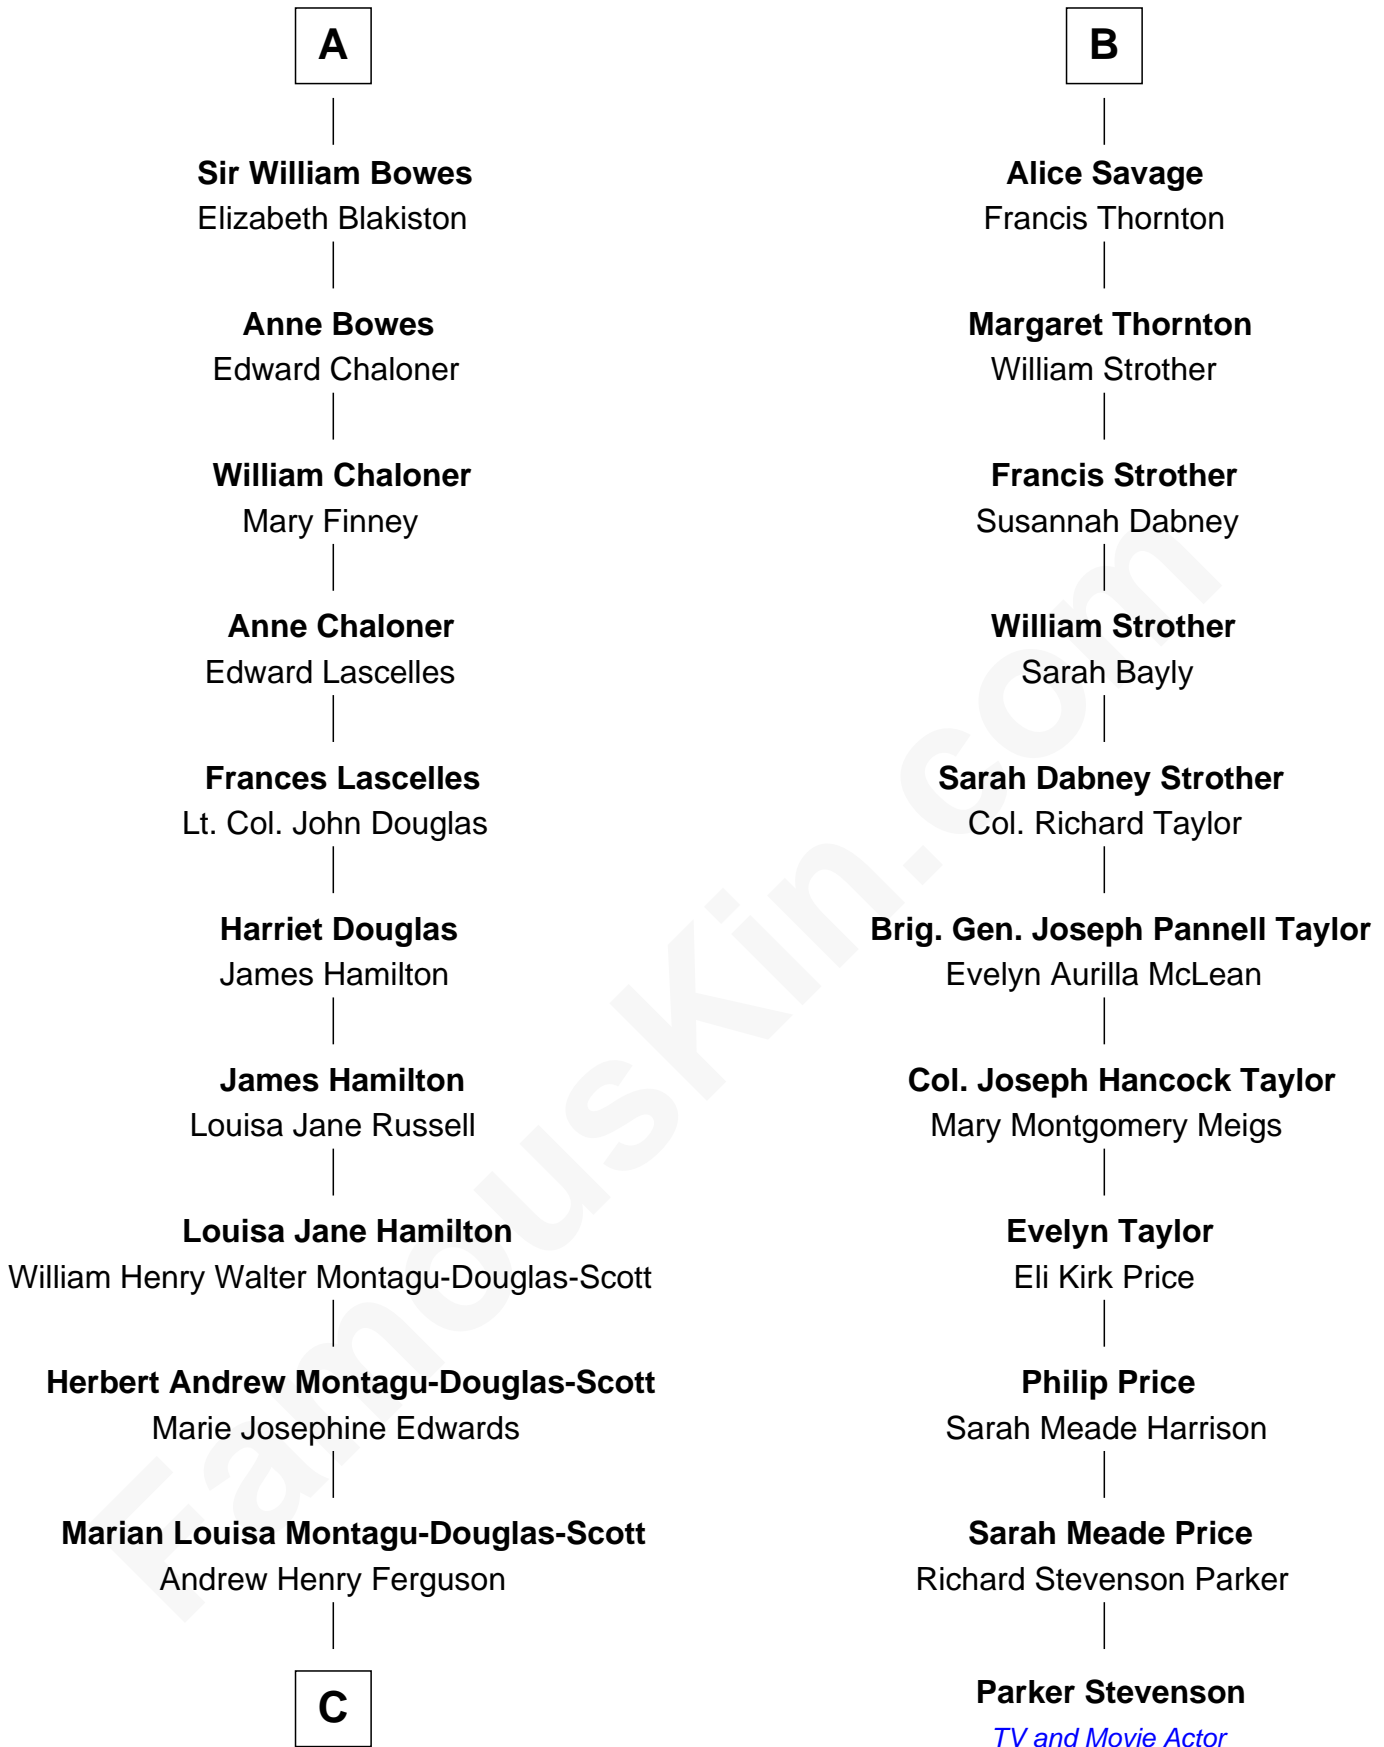 A
Sir William Bowes
Elizabeth Blakiston
Anne Bowes
Edward Chaloner
William Chaloner
Mary Finney
Anne Chaloner
Edward Lascelles
Frances Lascelles
Lt. Col. John Douglas
Harriet Douglas
James Hamilton
James Hamilton
Louisa Jane Russell
Louisa Jane Hamilton
William Henry Walter Montagu-Douglas-Scott
Herbert Andrew Montagu-Douglas-Scott
Marie Josephine Edwards
Marian Louisa Montagu-Douglas-Scott
Andrew Henry Ferguson
C
B
Alice Savage
Francis Thornton
Margaret Thornton
William Strother
Francis Strother
Susannah Dabney
William Strother
Sarah Bayly
Sarah Dabney Strother
Col. Richard Taylor
Brig. Gen. Joseph Pannell Taylor
Evelyn Aurilla McLean
Col. Joseph Hancock Taylor
Mary Montgomery Meigs
Evelyn Taylor
Eli Kirk Price
Philip Price
Sarah Meade Harrison
Sarah Meade Price
Richard Stevenson Parker
Parker Stevenson
TV and Movie Actor
FamousKin.com